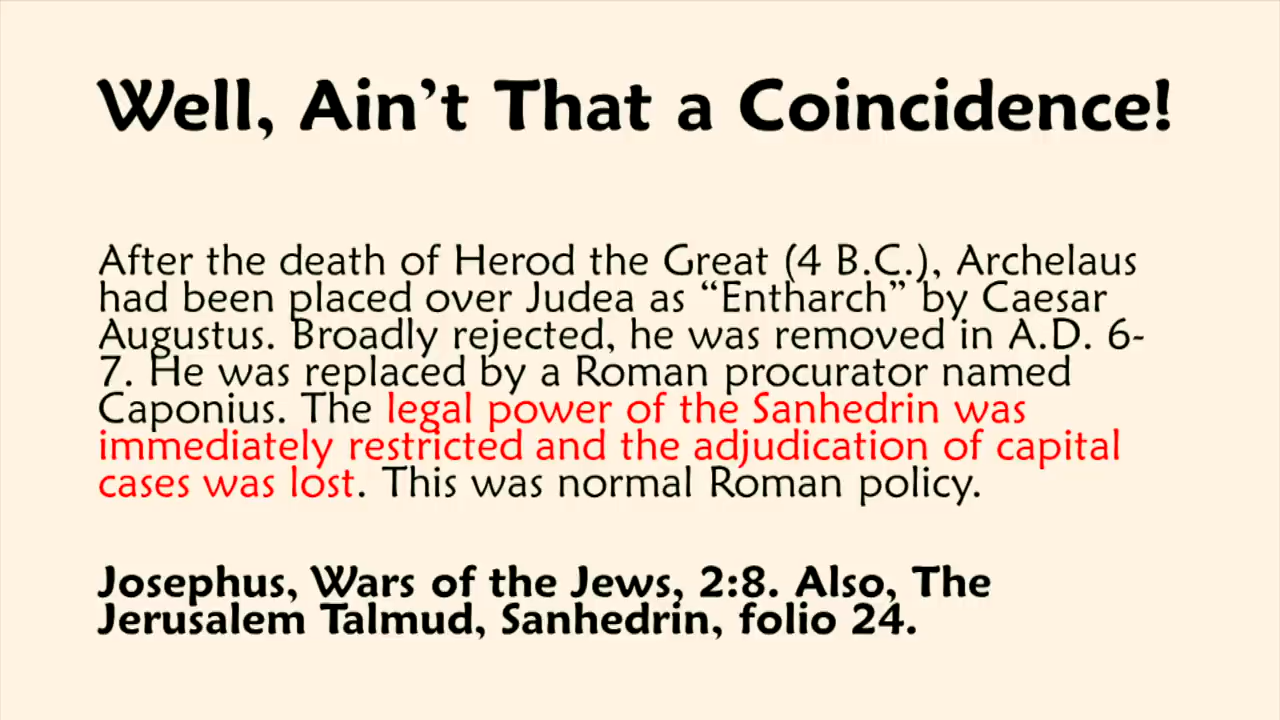 Well, Ain’t That a Coincidence!
After the death of Herod the Great (4 B.C.), Archelaus
had been placed over Judea as “Entharch” by Caesar
Augustus. Broadly rejected, he was removed in A.D. 6-
7. He was replaced by a Roman procurator named
Caponius. The legal power of the Sanhedrin was
immediately restricted and the adjudication of capital
cases was lost. This was normal Roman policy.
Josephus, Wars of the Jews, 2:8. Also, The
Jerusalem Talmud, Sanhedrin, folio 24.